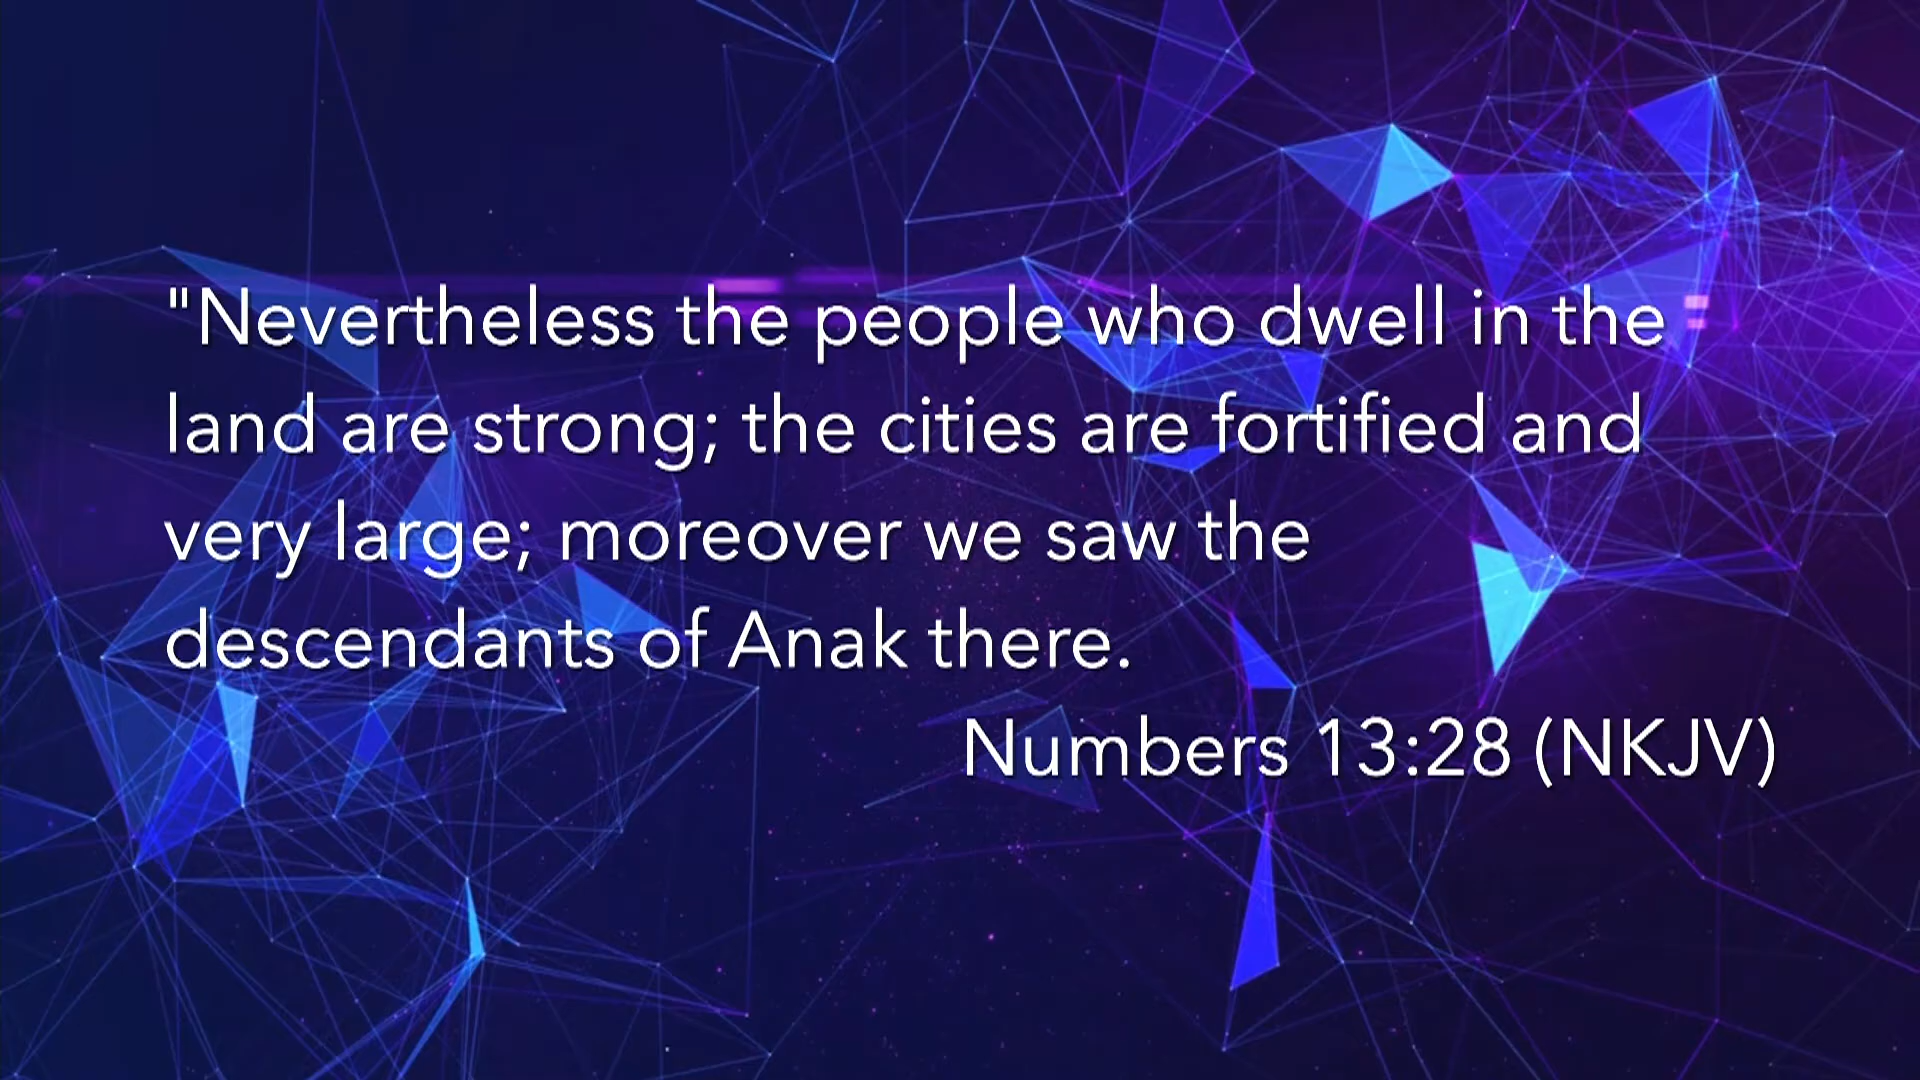 "Nevertheless the people who dwell in the
land are strong; the cities are fortified and
very large; moreover we saw the
descendants of Anak there.
Numbers 13:28 (NKJV)